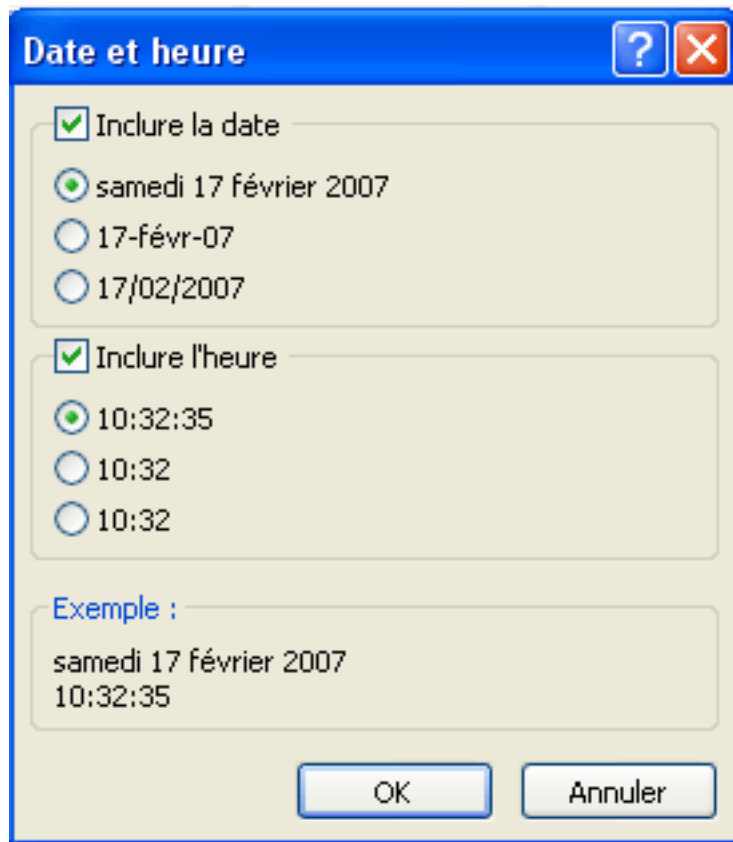 Date et heure
Inclure la date
samedi 17 février 2007
17-févr-07
17/02/2007
Inclure l'heure
10:32:35
10:32
10:32
Exemple :
samedi 17 février 2007
10:32:35
OK Annuler